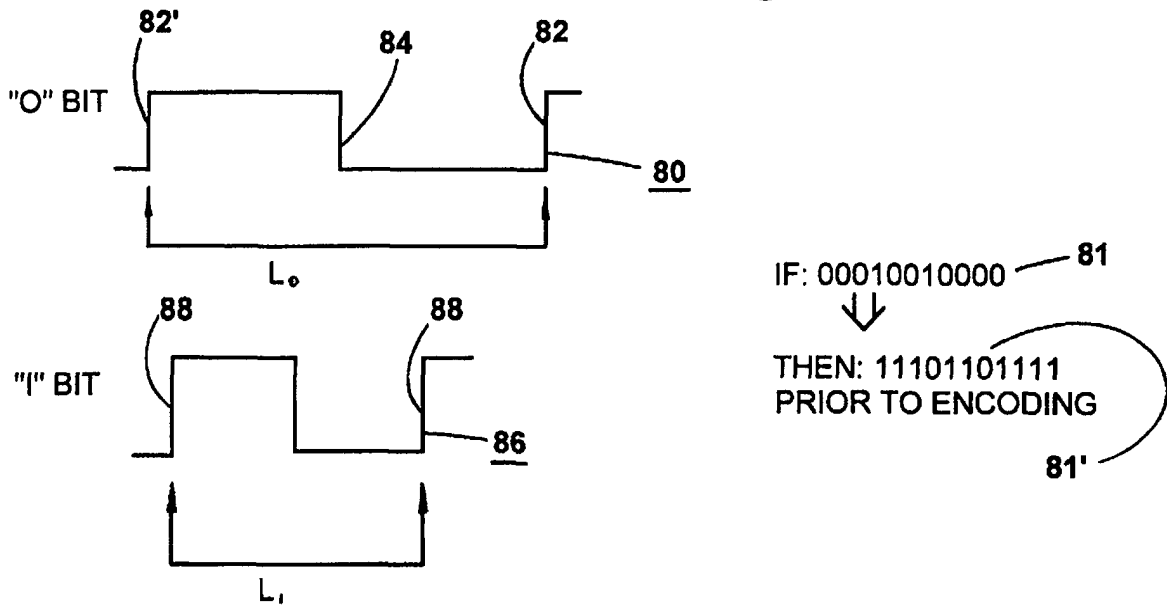 82'
84
82
"O" BIT
80
L₀
88
88
"I" BIT
86
L₁
IF: 00010010000
81
THEN: 11101101111
PRIOR TO ENCODING
81'